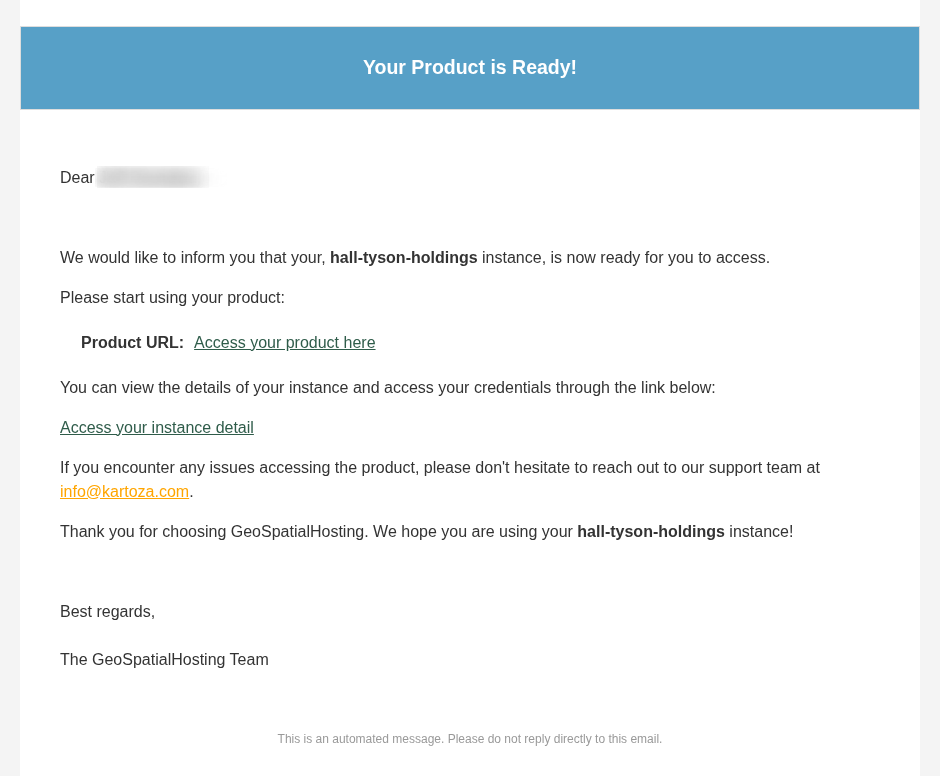 Your Product is Ready!
Dear
We would like to inform you that your, hall-tyson-holdings instance, is now ready for you to access.
Please start using your product:
Product URL: Access your product here
You can view the details of your instance and access your credentials through the link below:
Access your instance detail
If you encounter any issues accessing the product, please don't hesitate to reach out to our support team at
info@kartoza.com.
Thank you for choosing GeoSpatialHosting. We hope you are using your hall-tyson-holdings instance!
Best regards,
The GeoSpatialHosting Team
This is an automated message. Please do not reply directly to this email.